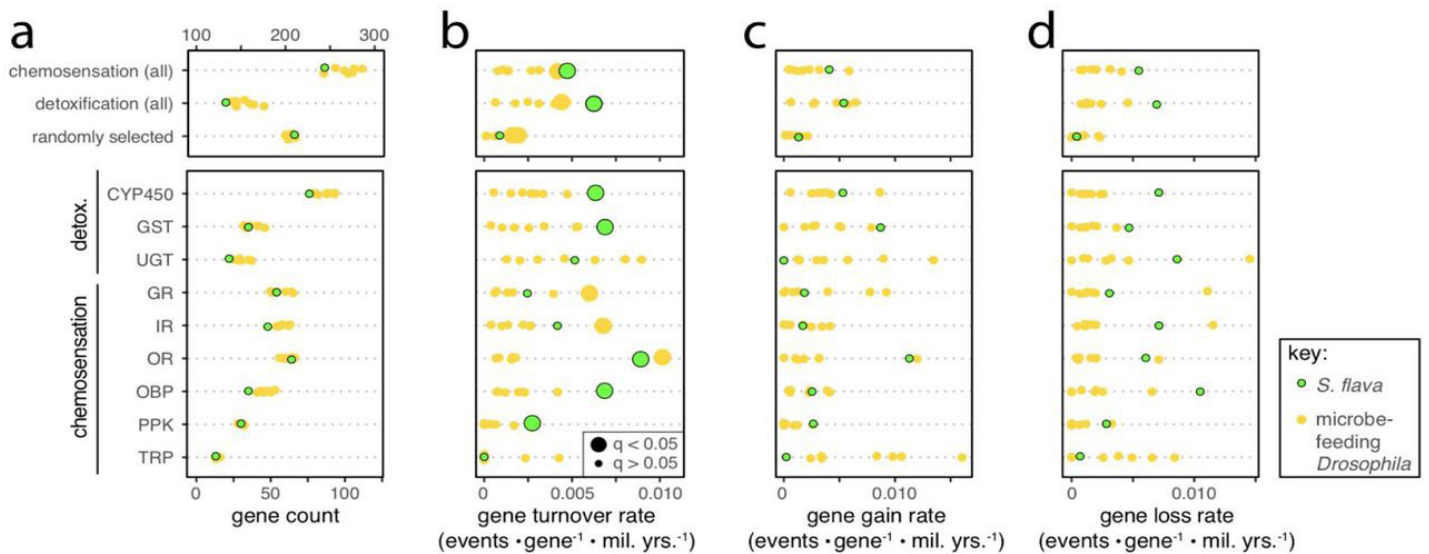 a
b
c
d
100 200 300
chemosensation (all)
detoxification (all)
randomly selected
detox.
CYP450
GST
UGT
chemosensation
GR
IR
OR
OBP
PPK
TRP
q < 0.05
q > 0.05
key:
S. flava
microbe-
feeding
Drosophila
0 50 100
0 0.005 0.010
0 0.010
0 0.010
gene count
gene turnover rate
(events • gene⁻¹ • mil. yrs.⁻¹)
gene gain rate
(events • gene⁻¹ • mil. yrs.⁻¹)
gene loss rate
(events • gene⁻¹ • mil. yrs.⁻¹)